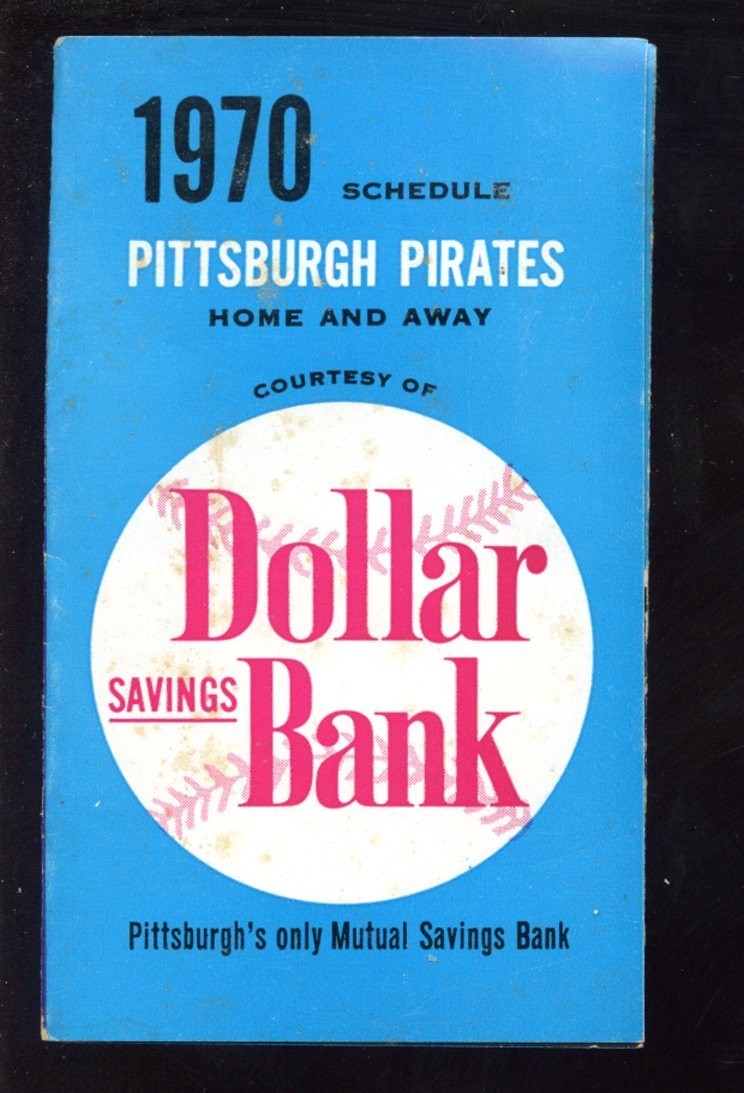 1970 SCHEDULE
PITTSBURGH PIRATES
HOME AND AWAY
COURTESY OF
Dollar
SAVINGS Bank
Pittsburgh's only Mutual Savings Bank